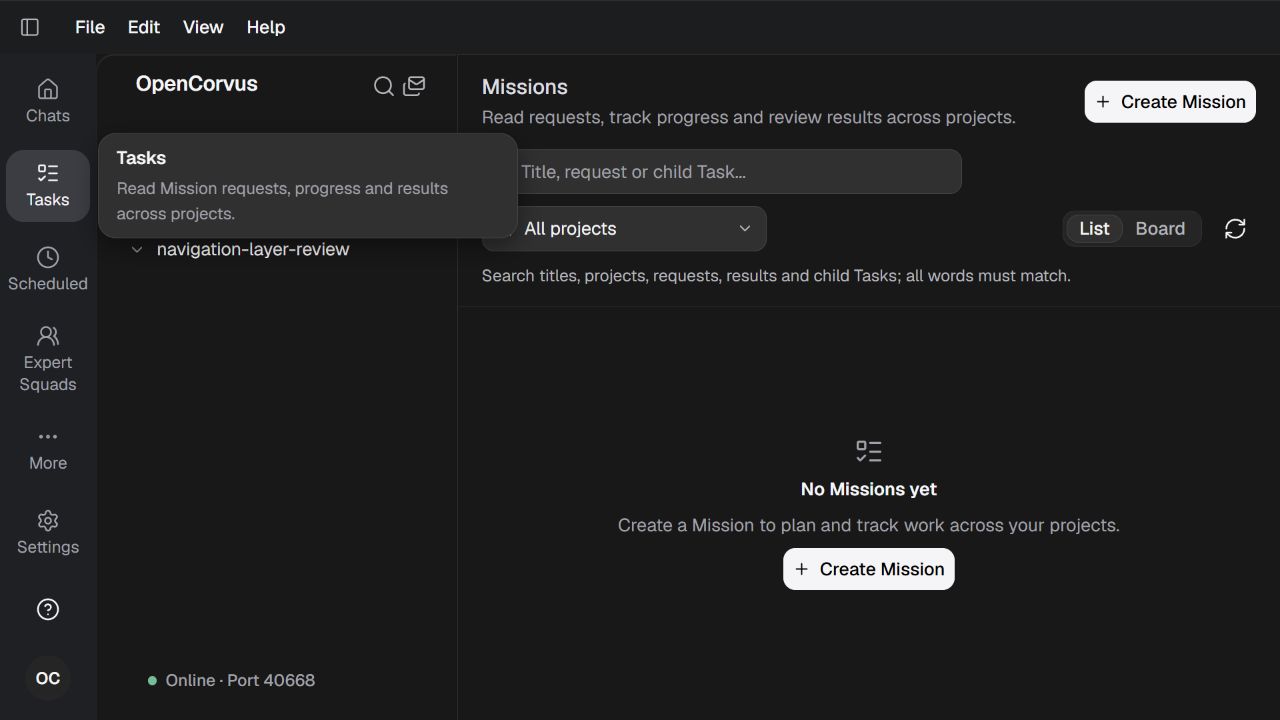 File Edit View Help
Chats
Tasks
Scheduled
Expert
Squads
More
Settings
OC
OpenCorvus
Tasks
Read Mission requests, progress and results
across projects.
navigation-layer-review
Online · Port 40668
Missions
Read requests, track progress and review results across projects.
+ Create Mission
Title, request or child Task...
All projects
List Board
Search titles, projects, requests, results and child Tasks; all words must match.
No Missions yet
Create a Mission to plan and track work across your projects.
+ Create Mission